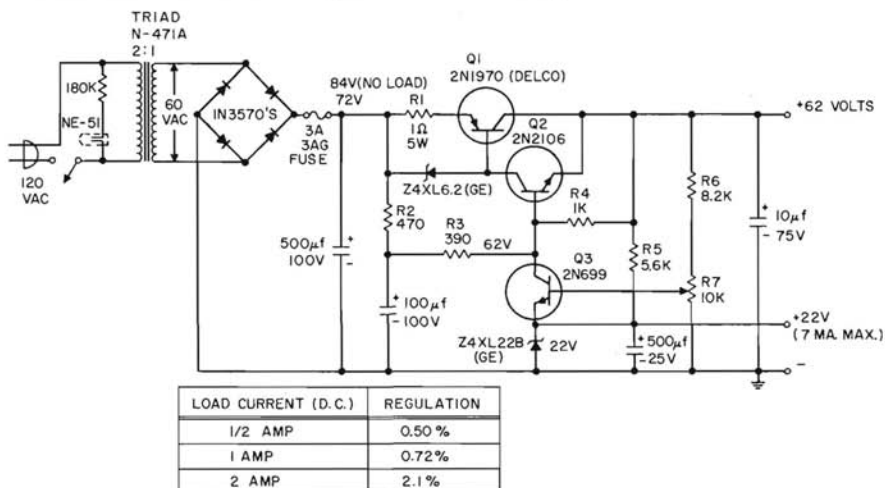 TRIAD
N-471A
2:1
180K
NE-51
120
VAC
60
VAC
1N3570'S
3A
3AG
FUSE
84V (NO LOAD)
72V
R1
1Ω
5W
Q1
2N1970 (DELCO)
Q2
2N2106
Z4XL6.2 (GE)
R2
470
R3
390
62V
R4
1K
500μf
100V
+
-
+
100μf
-100V
Q3
2N699
Z4XL22B
(GE)
22V
R5
5.6K
+
500μf
-25V
R6
8.2K
R7
10K
+
10μf
-75V
+62 VOLTS
+22V
(7 MA. MAX.)
-
LOAD CURRENT (D.C.) REGULATION
1/2 AMP 0.50 %
1 AMP 0.72 %
2 AMP 2.1 %